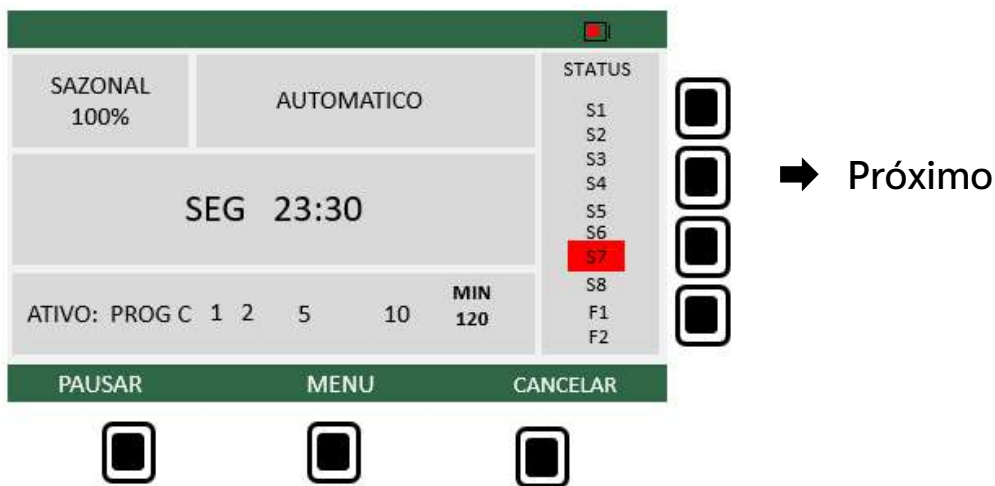 SAZONAL
100%
AUTOMATICO
STATUS
S1
S2
S3
S4
S5
S6
S7
S8
F1
F2
Próximo
SEG 23:30
ATIVO: PROG C 1 2 5 10
MIN
120
PAUSAR MENU CANCELAR